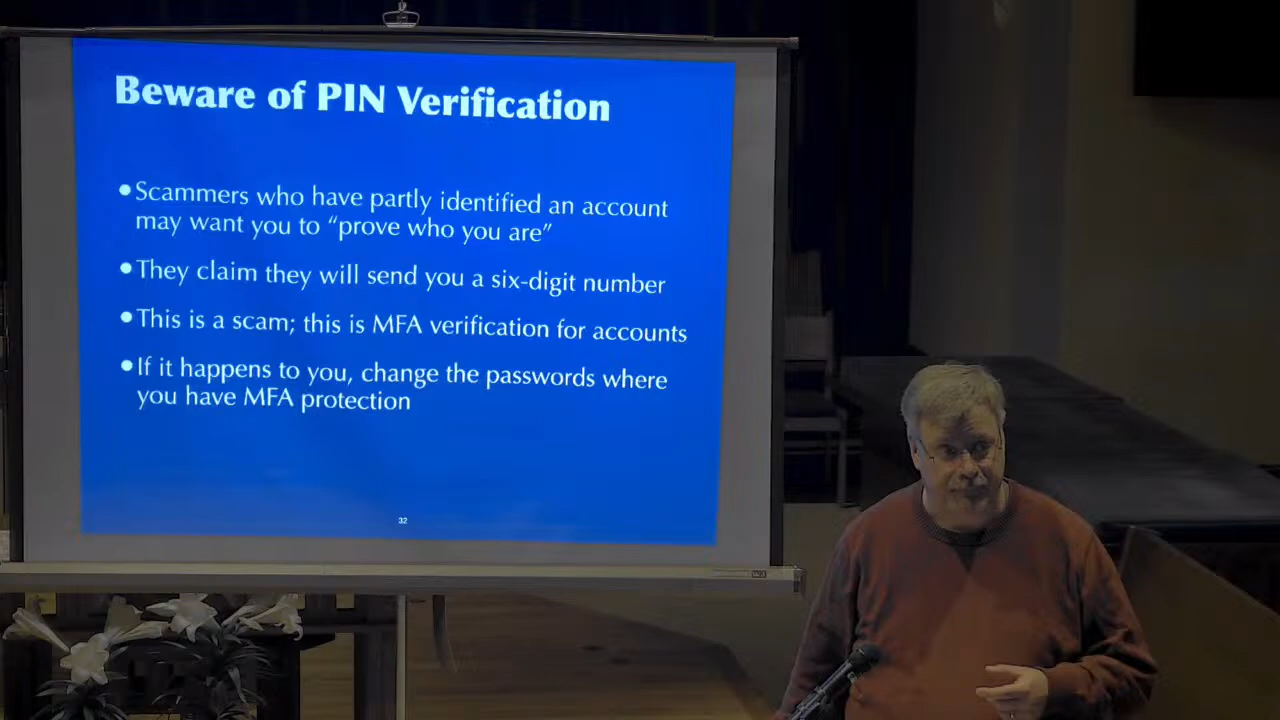 Beware of PIN Verification
•Scammers who have partly identified an account
may want you to “prove who you are”
•They claim they will send you a six-digit number
•This is a scam; this is MFA verification for accounts
•If it happens to you, change the passwords where
you have MFA protection
32